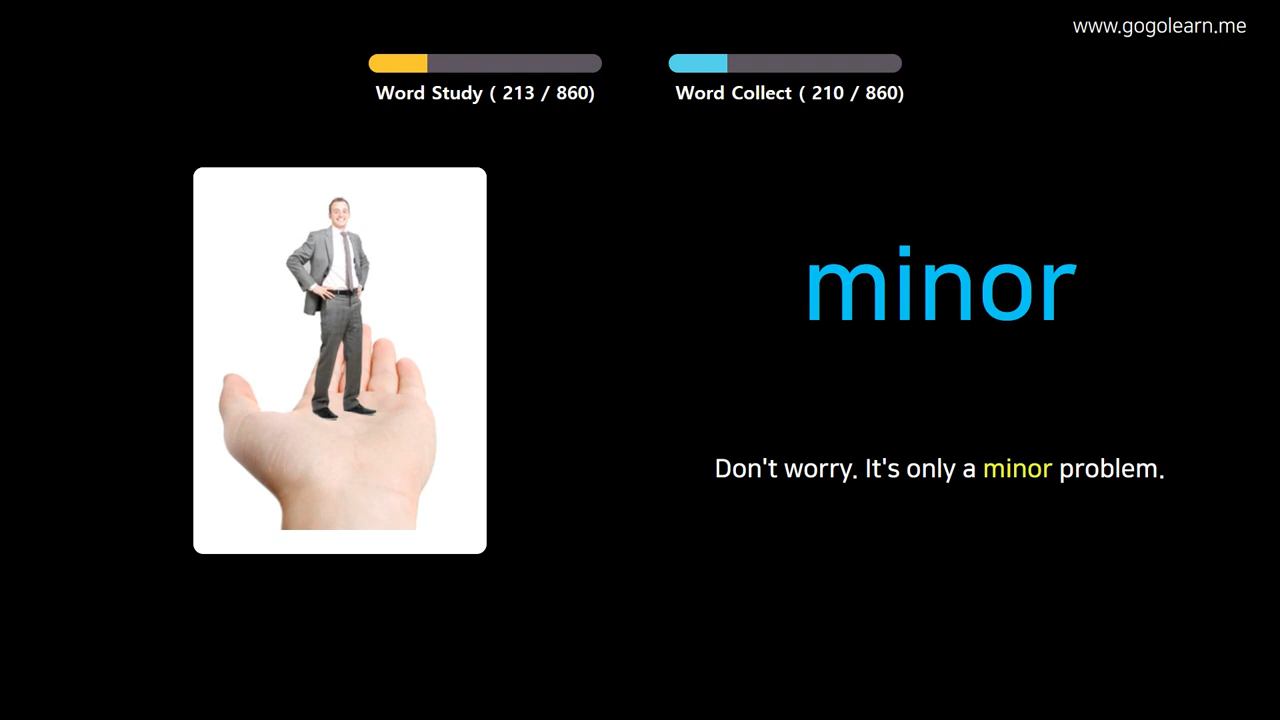 www.gogolearn.me
Word Study ( 213 / 860)
Word Collect ( 210 / 860)
minor
Don't worry. It's only a minor problem.